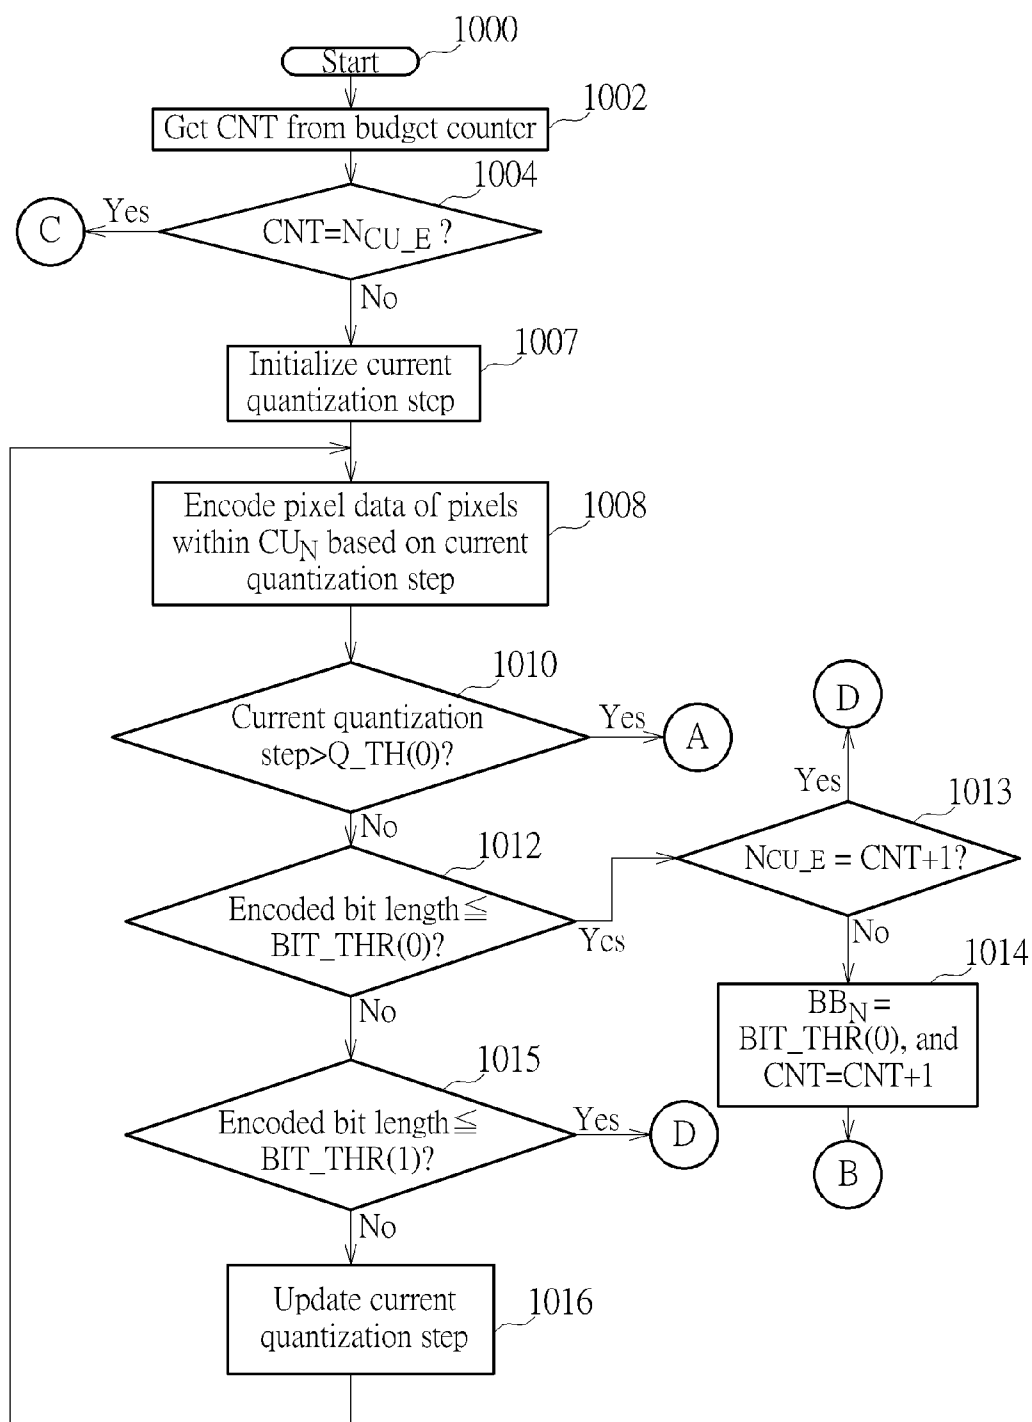 1000
Start
1002
Get CNT from budget counter
1004
Yes
C
CNT=NCU_E ?
No
1007
Initialize current
quantization step
Encode pixel data of pixels
within CUN based on current
quantization step
1008
1010
Current quantization
step>Q_TH(0)?
Yes
A
D
No
Yes
1013
1012
NCU_E = CNT+1?
Encoded bit length≦
BIT_THR(0)?
Yes
No
1014
No
BBN =
BIT_THR(0), and
CNT=CNT+1
1015
Encoded bit length≦
BIT_THR(1)?
Yes
D
B
No
Update current
quantization step
1016